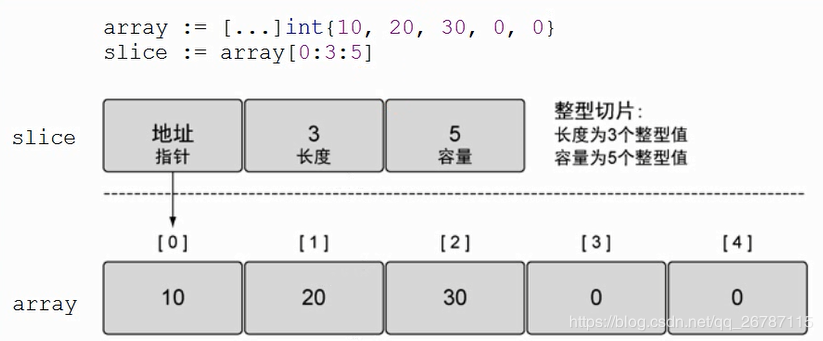 array := [...]int{10, 20, 30, 0, 0}
slice := array[0:3:5]
slice
地址 3 5
指针 长度 容量
整型切片:
长度为3个整型值
容量为5个整型值
[0] [1] [2] [3] [4]
array
10 20 30 0 0
https://blog.csdn.net/qq_26787115